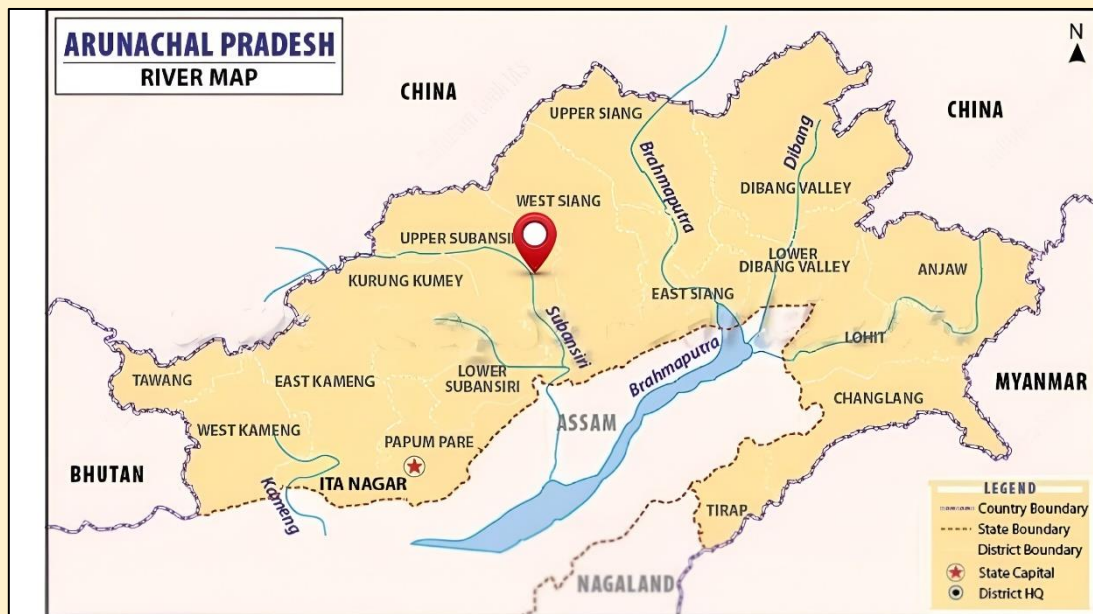 ARUNACHAL PRADESH
RIVER MAP
N
CHINA
CHINA
UPPER SIANG
Brahmaputra
Dibang
DIBANG VALLEY
WEST SIANG
UPPER SUBANSI
KURUNG KUMEY
LOWER
DIBANG VALLEY
ANJAW
EAST SIANG
Subansiri
LOHIT
TAWANG
EAST KAMENG
LOWER
SUBANSIRI
Brahmaputra
MYANMAR
CHANGLANG
ASSAM
WEST KAMENG
PAPUM PARE
BHUTAN
ITA NAGAR
Kameng
TIRAP
NAGALAND
LEGEND
Country Boundary
State Boundary
District Boundary
State Capital
District HQ